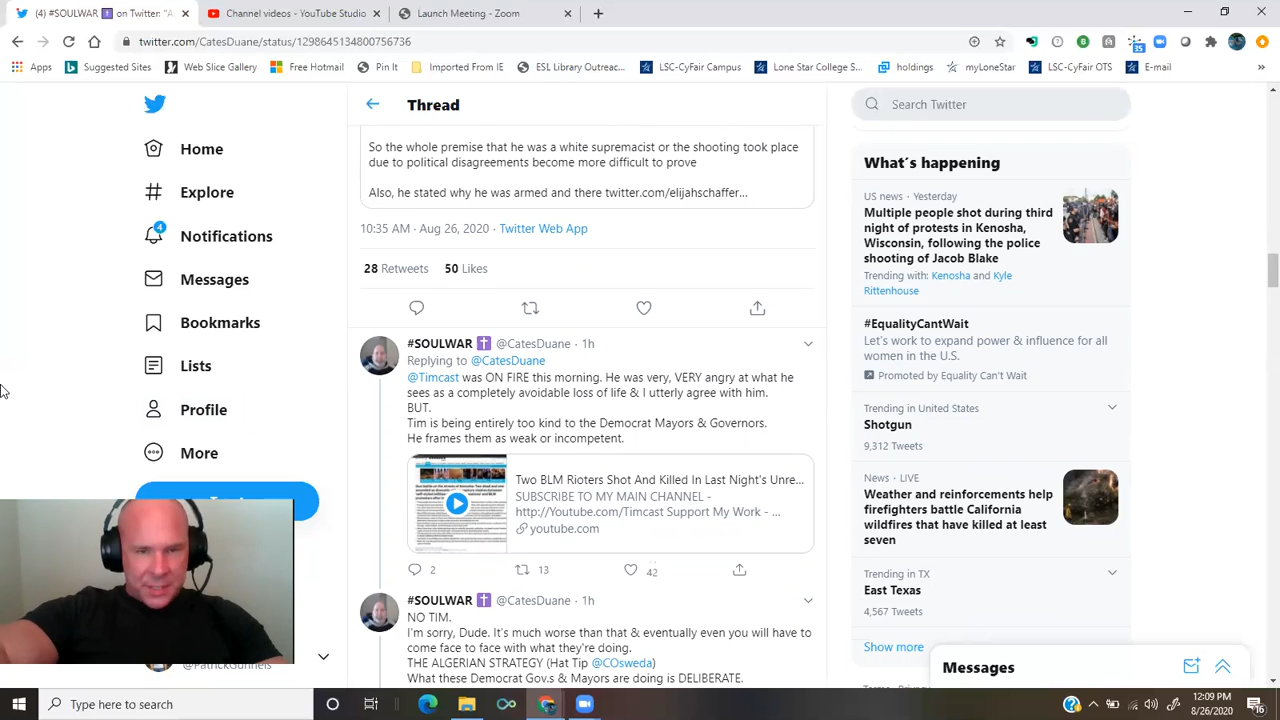 (4) #SOULWAR ✝ on Twitter: "A
Channel videos - YouTube Studio
Launch Meeting - Zoom
twitter.com/CatesDuane/status/1298645134800756736
35
Apps
Suggested Sites
Web Slice Gallery
Free Hotmail
Pin It
Imported From IE
ESL Library Outreac...
LSC-CyFair Campus
Lone Star College S...
holdings
myLoneStar
LSC-CyFair OTS
E-mail
Home
Explore
4
Notifications
Messages
Bookmarks
Lists
Profile
More
@PatrickGunnels
Thread
So the whole premise that he was a white supremacist or the shooting took place
due to political disagreements become more difficult to prove
Also, he stated why he was armed and there twitter.com/elijahschaffer...
10:35 AM · Aug 26, 2020 · Twitter Web App
28 Retweets 50 Likes
#SOULWAR ✝ @CatesDuane · 1h
Replying to @CatesDuane
@Timcast was ON FIRE this morning. He was very, VERY angry at what he
sees as a completely avoidable loss of life & I utterly agree with him.
BUT.
Tim is being entirely too kind to the Democrat Mayors & Governors.
He frames them as weak or incompetent.
Two BLM Rioters Shot And Killed In Last Night's Unre...
SUBSCRIBE TO MY MAIN CHANNEL -
http://Youtube.com/Timcast Support My Work - ...
youtube.com
2 13 42
#SOULWAR ✝ @CatesDuane · 1h
NO TIM.
I'm sorry, Dude. It's much worse than that & eventually even you will have to
come face to face with what they're doing.
THE ALGERIAN STRATEGY (Hat Tip @COsweda)
What these Democrat Gov.s & Mayors are doing is DELIBERATE.
Search Twitter
What's happening
US news · Yesterday
Multiple people shot during third
night of protests in Kenosha,
Wisconsin, following the police
shooting of Jacob Blake
Trending with: Kenosha and Kyle
Rittenhouse
#EqualityCantWait
Let's work to expand power & influence for all
women in the U.S.
Promoted by Equality Can't Wait
Trending in United States
Shotgun
9,312 Tweets
News · LIVE
Weather and reinforcements help
firefighters battle California
wildfires that have killed at least
seven
Trending in TX
East Texas
4,567 Tweets
Show more
Messages
Type here to search
12:09 PM
8/26/2020
16